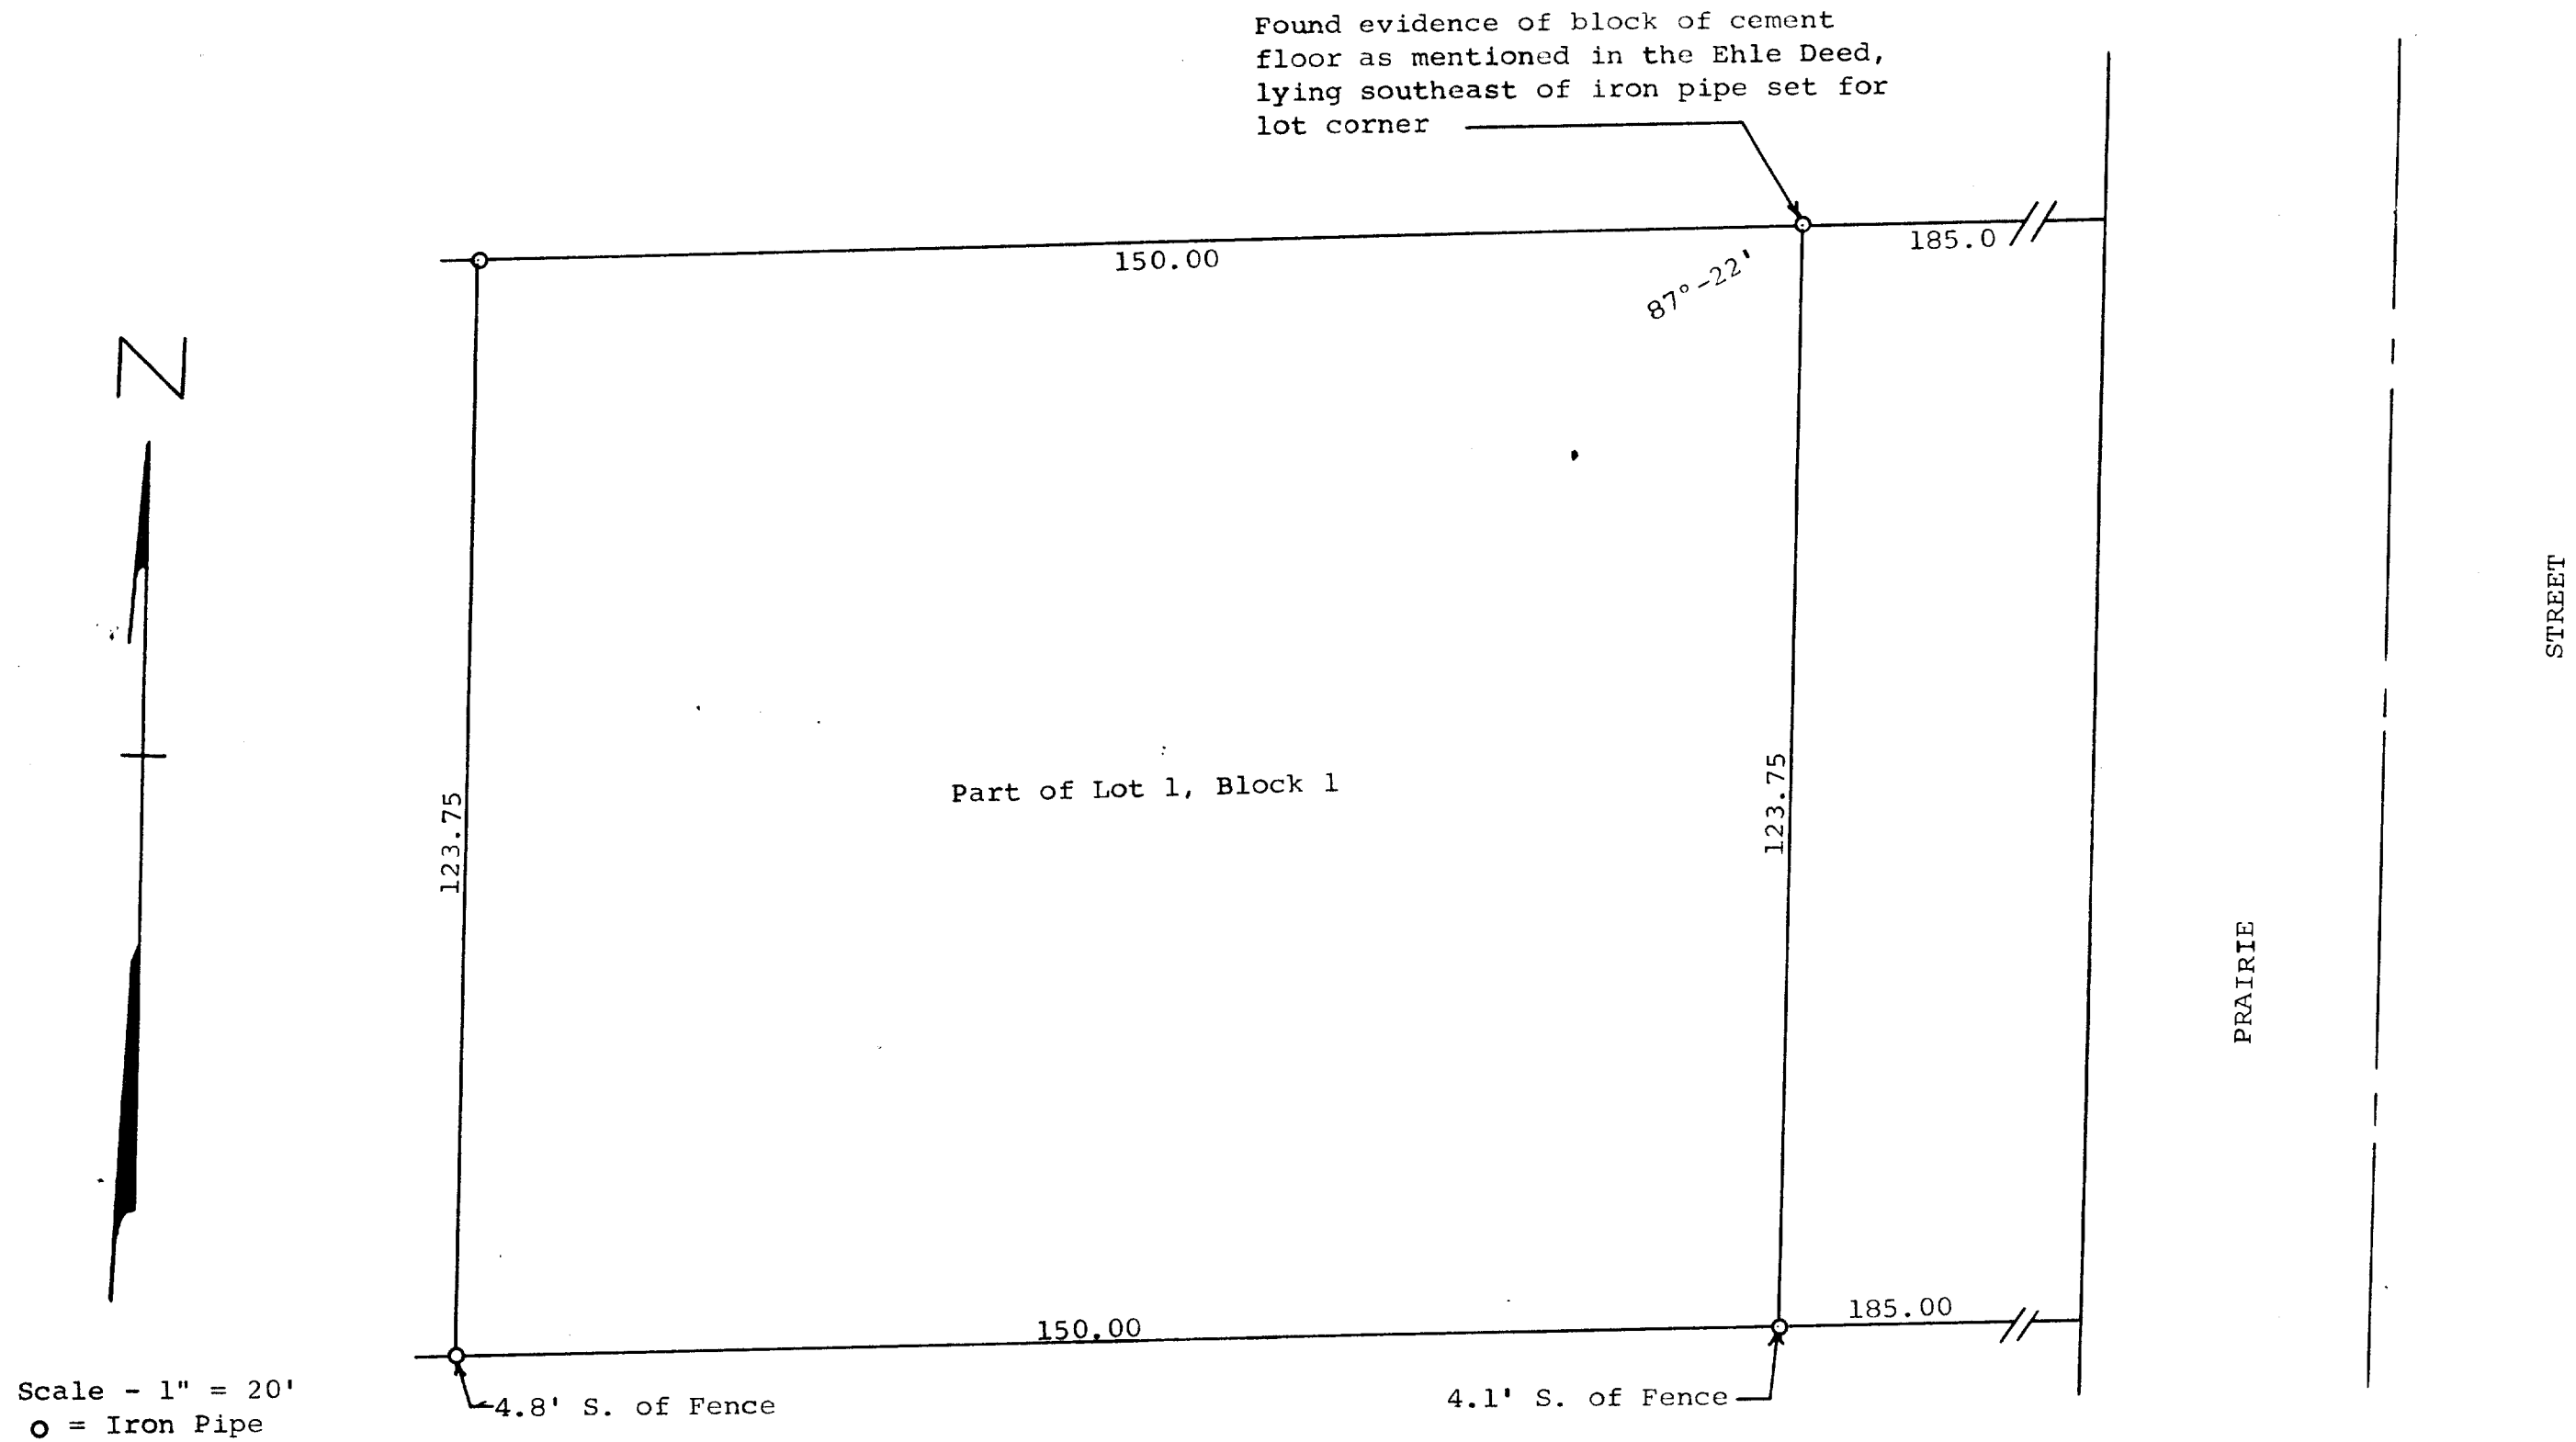 Found evidence of block of cement
floor as mentioned in the Ehle Deed,
lying southeast of iron pipe set for
lot corner
150.00
185.0
87°-22'
N
STREET
Part of Lot 1, Block 1
123.75
123.75
PRAIRIE
185.00
150.00
Scale - 1" = 20'
4.8' S. of Fence
4.1' S. of Fence
o = Iron Pipe